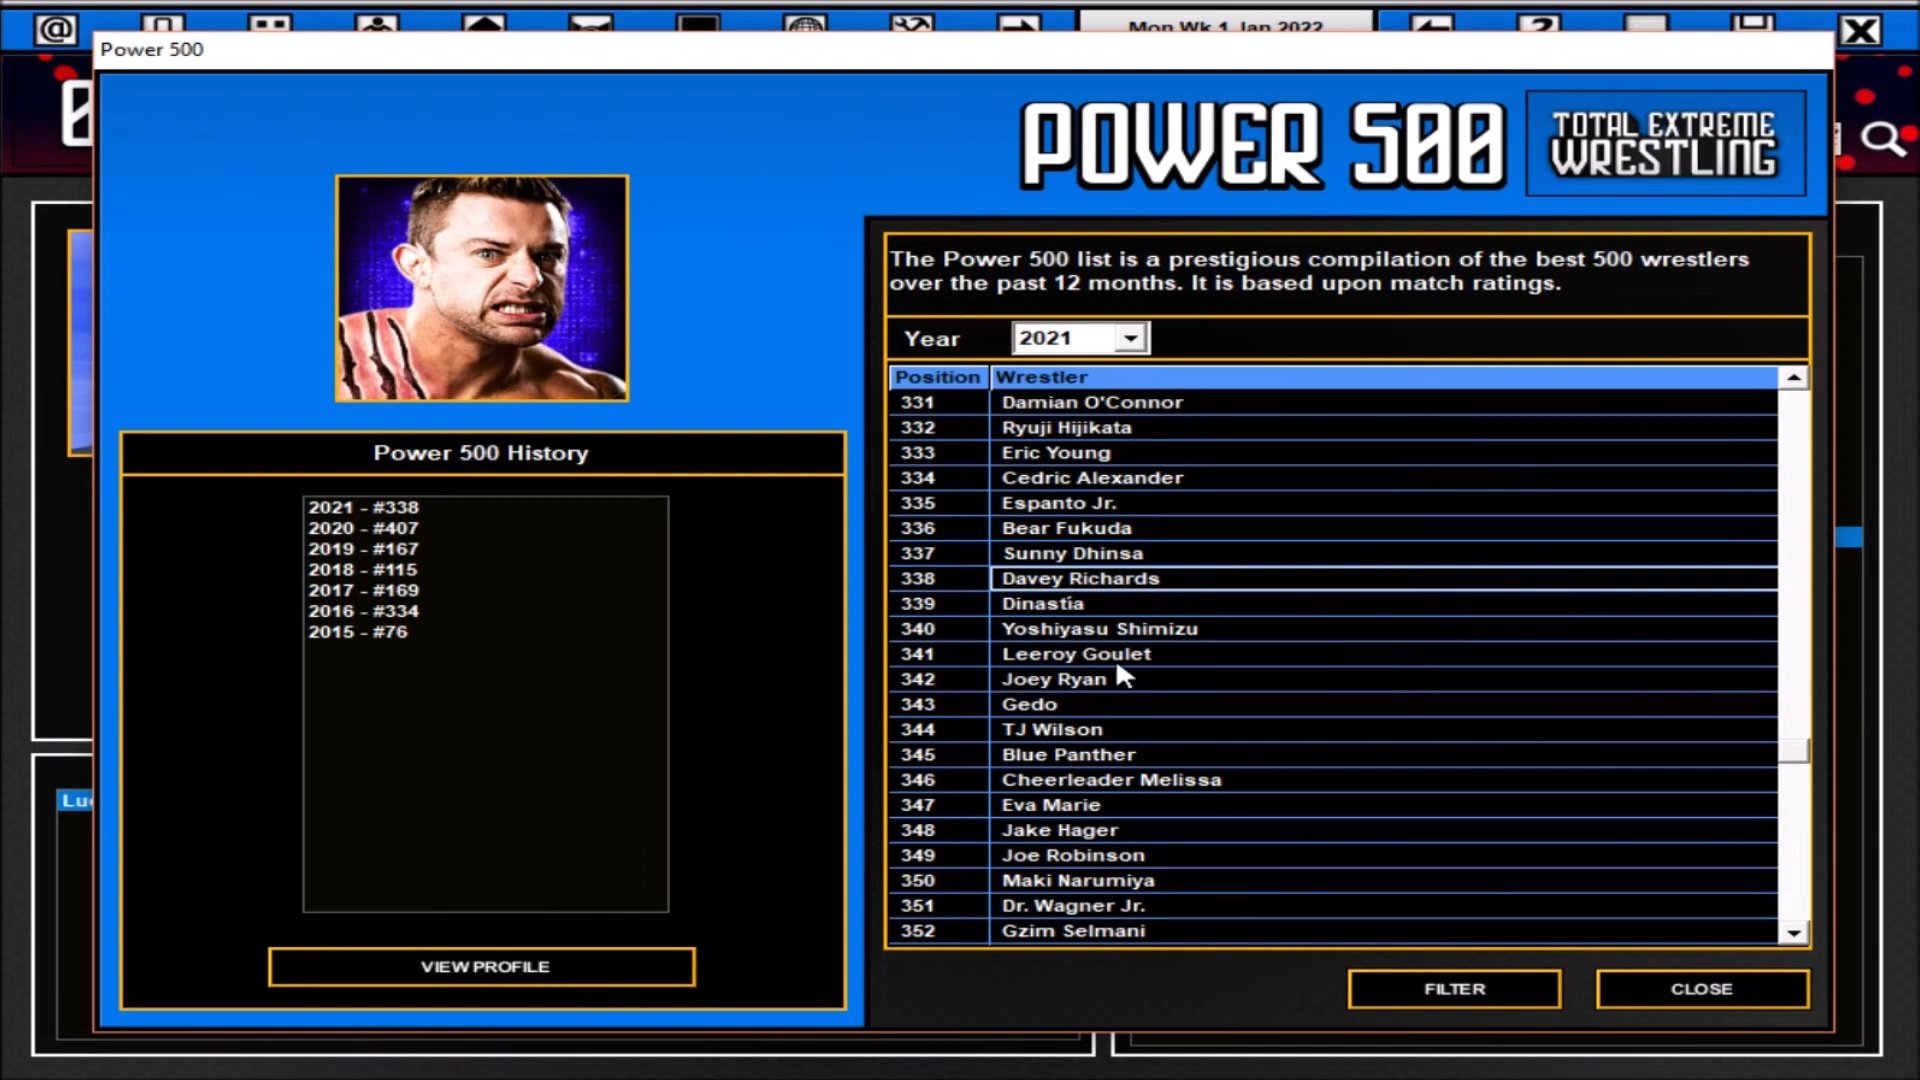 Mon Wk 1 Jan 2022
Power 500
POWER 500
TOTAL EXTREME
WRESTLING
The Power 500 list is a prestigious compilation of the best 500 wrestlers
over the past 12 months. It is based upon match ratings.
Year 2021
Position Wrestler
331 Damian O'Connor
332 Ryuji Hijikata
333 Eric Young
334 Cedric Alexander
335 Espanto Jr.
336 Bear Fukuda
337 Sunny Dhinsa
338 Davey Richards
339 Dinastía
340 Yoshiyasu Shimizu
341 Leeroy Goulet
342 Joey Ryan
343 Gedo
344 TJ Wilson
345 Blue Panther
346 Cheerleader Melissa
347 Eva Marie
348 Jake Hager
349 Joe Robinson
350 Maki Narumiya
351 Dr. Wagner Jr.
352 Gzim Selmani
Power 500 History
2021 - #338
2020 - #407
2019 - #167
2018 - #115
2017 - #169
2016 - #334
2015 - #76
VIEW PROFILE
FILTER
CLOSE